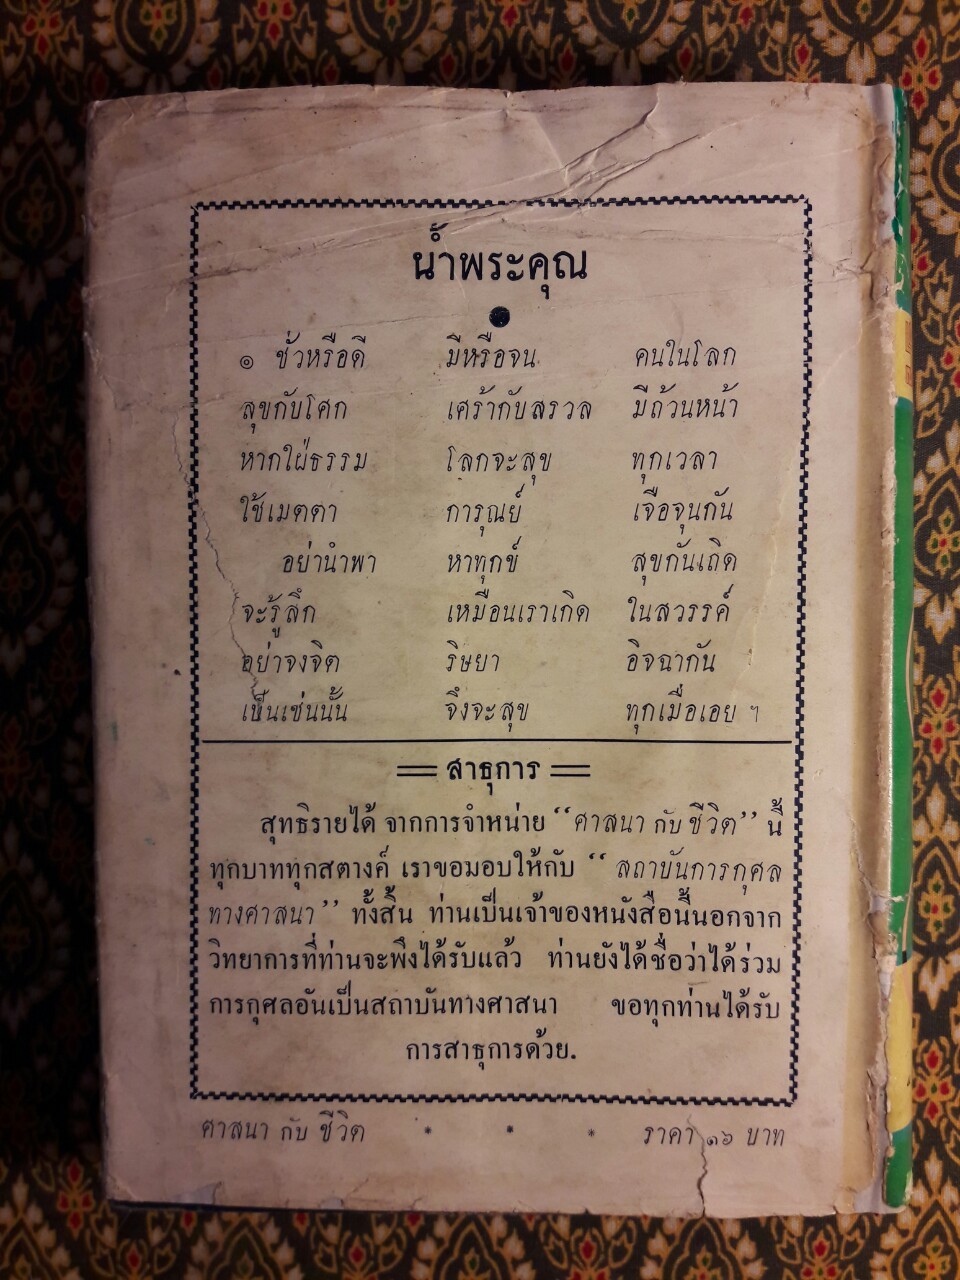 น้ำพระคุณ
๏ ชั่วหรือดี มีหรือจน คนในโลก
สุขกับโศก เศร้ากับสรวล มีถ้วนหน้า
หากใฝ่ธรรม โลกจะสุข ทุกเวลา
ใช้เมตตา การุณย์ เจือจุนกัน
อย่านำพา หาทุกข์ สุขกันเถิด
จะรู้สึก เหมือนเราเกิด ในสวรรค์
อย่าจงจิต ริษยา อิจฉากัน
เป็นเช่นนั้น จึงจะสุข ทุกเมื่อเอย ฯ
สาธุการ
สุทธิรายได้ จากการจำหน่าย “ศาสนา กับ ชีวิต” นี้
ทุกบาททุกสตางค์ เราขอมอบให้กับ “ สถาบันการกุศล
ทางศาสนา” ทั้งสิ้น ท่านเป็นเจ้าของหนังสือนี้นอกจาก
วิทยาการที่ท่านจะพึงได้รับแล้ว ท่านยังได้ชื่อว่าได้ร่วม
การกุศลอันเป็นสถาบันทางศาสนา ขอทุกท่านได้รับ
การสาธุการด้วย.
ศาสนา กับ ชีวิต * * * ราคา ๑๖ บาท